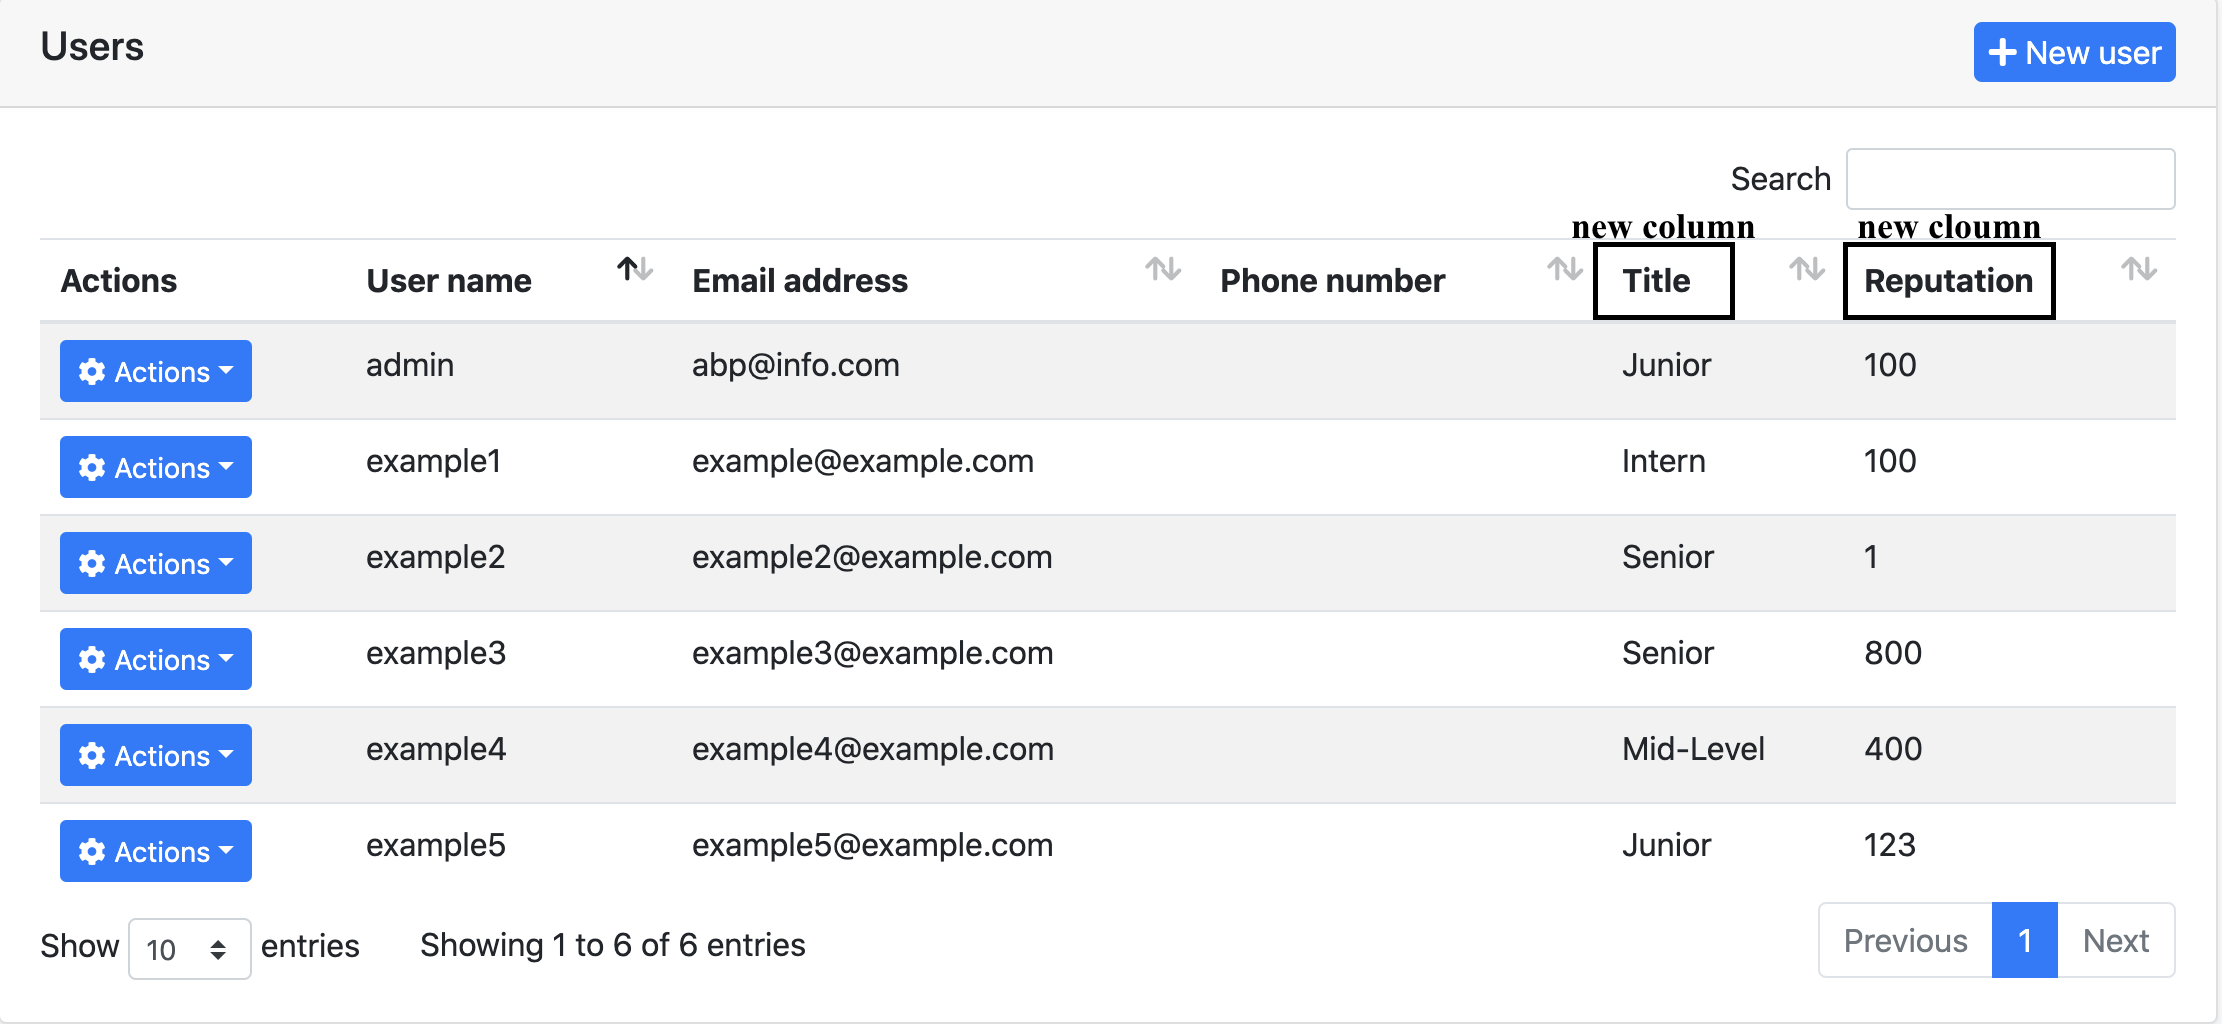 Users
New user
Search
new column new cloumn
Actions User name Email address Phone number Title Reputation
Actions admin abp@info.com Junior 100
Actions example1 example@example.com Intern 100
Actions example2 example2@example.com Senior 1
Actions example3 example3@example.com Senior 800
Actions example4 example4@example.com Mid-Level 400
Actions example5 example5@example.com Junior 123
Show 10 entries Showing 1 to 6 of 6 entries Previous 1 Next